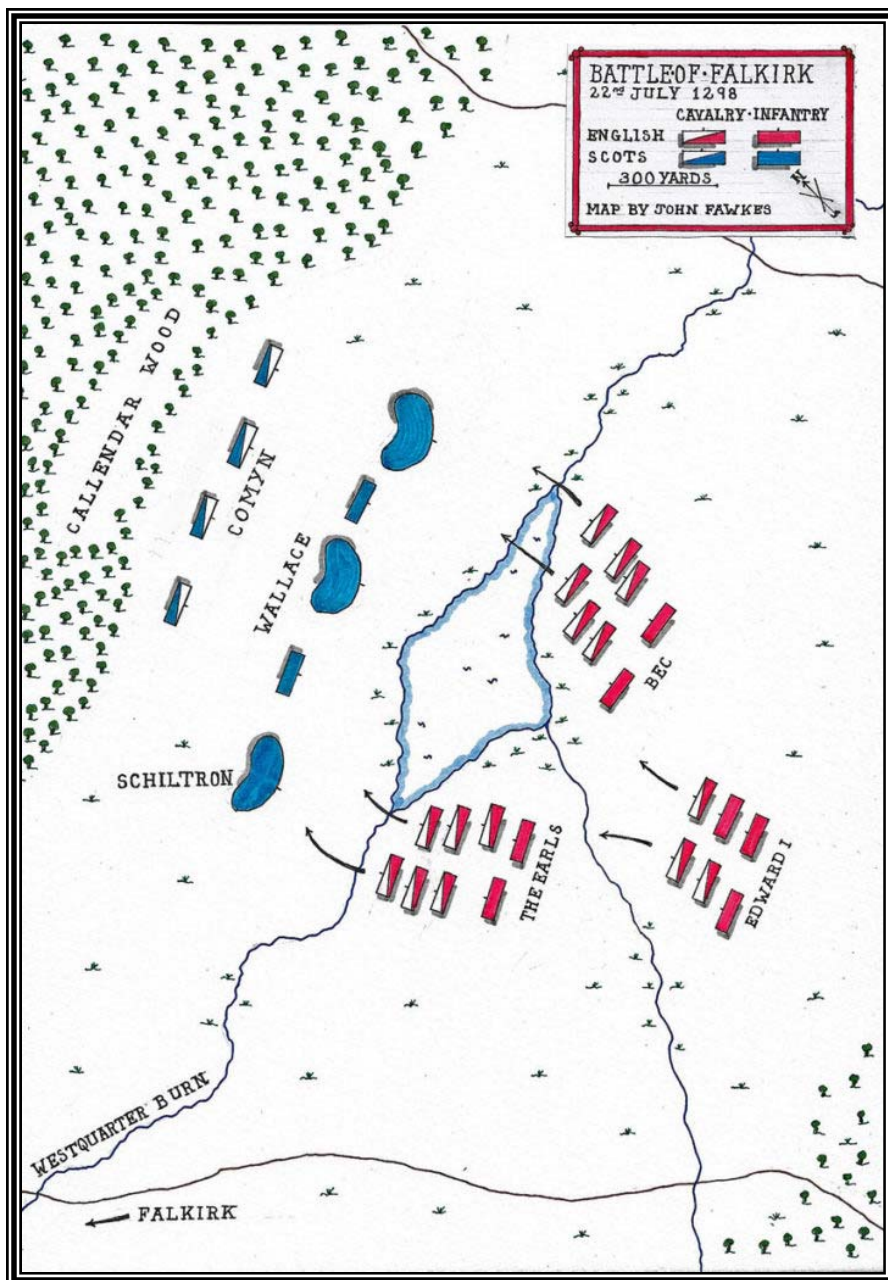 BATTLE·OF·FALKIRK
22nd JULY 1298
CAVALRY·INFANTRY
ENGLISH
SCOTS
300 YARDS
N
MAP BY JOHN FAWKES
CALLENDAR WOOD
COMYN
WALLACE
SCHILTRON
BEC
THE EARLS
EDWARD I
WESTQUARTER BURN
FALKIRK